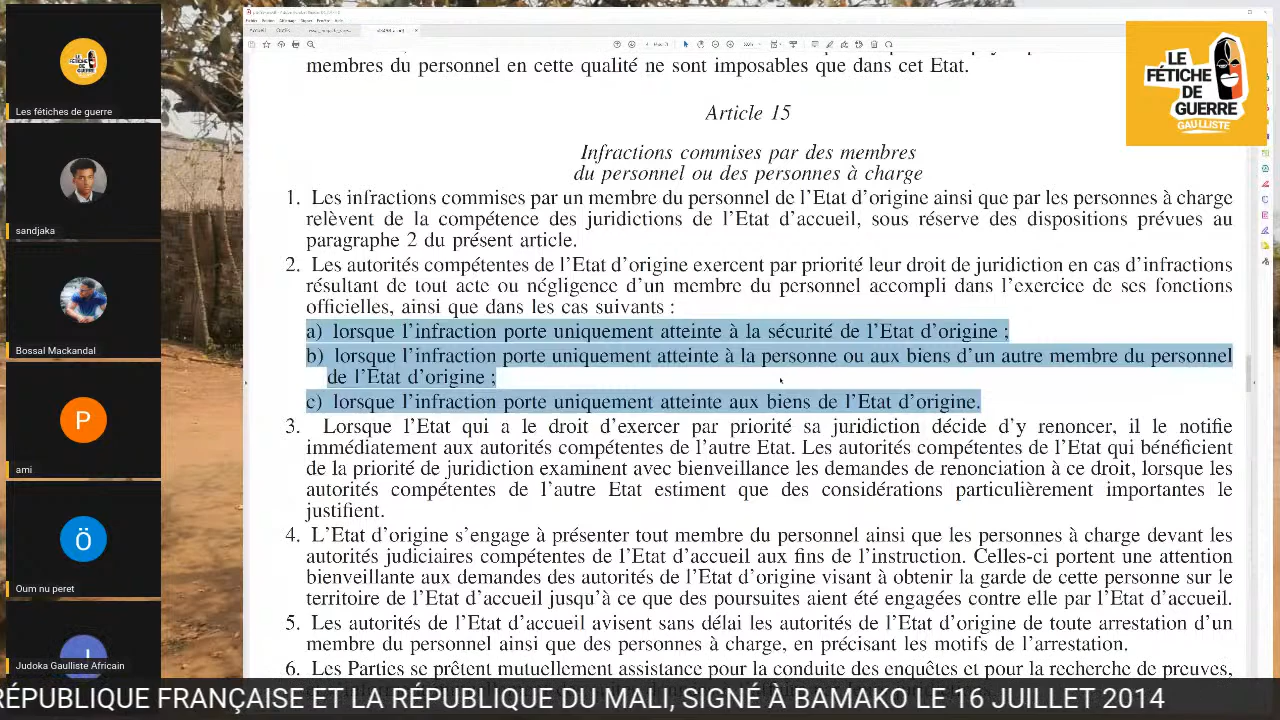 Les fétiches de guerre
sandjaka
Bossal Mackandal
P
ami
Ö
Oum nu peret
Judoka Gaulliste Africain
LE
FÉTICHE
DE
GUERRE
GAULLISTE
membres du personnel en cette qualité ne sont imposables que dans cet Etat.
Article 15
Infractions commises par des membres
du personnel ou des personnes à charge
1. Les infractions commises par un membre du personnel de l’Etat d’origine ainsi que par les personnes à charge
relèvent de la compétence des juridictions de l’Etat d’accueil, sous réserve des dispositions prévues au
paragraphe 2 du présent article.
2. Les autorités compétentes de l’Etat d’origine exercent par priorité leur droit de juridiction en cas d’infractions
résultant de tout acte ou négligence d’un membre du personnel accompli dans l’exercice de ses fonctions
officielles, ainsi que dans les cas suivants :
a) lorsque l’infraction porte uniquement atteinte à la sécurité de l’Etat d’origine ;
b) lorsque l’infraction porte uniquement atteinte à la personne ou aux biens d’un autre membre du personnel
de l’Etat d’origine ;
c) lorsque l’infraction porte uniquement atteinte aux biens de l’Etat d’origine.
3. Lorsque l’Etat qui a le droit d’exercer par priorité sa juridiction décide d’y renoncer, il le notifie
immédiatement aux autorités compétentes de l’autre Etat. Les autorités compétentes de l’Etat qui bénéficient
de la priorité de juridiction examinent avec bienveillance les demandes de renonciation à ce droit, lorsque les
autorités compétentes de l’autre Etat estiment que des considérations particulièrement importantes le
justifient.
4. L’Etat d’origine s’engage à présenter tout membre du personnel ainsi que les personnes à charge devant les
autorités judiciaires compétentes de l’Etat d’accueil aux fins de l’instruction. Celles-ci portent une attention
bienveillante aux demandes des autorités de l’Etat d’origine visant à obtenir la garde de cette personne sur le
territoire de l’Etat d’accueil jusqu’à ce que des poursuites aient été engagées contre elle par l’Etat d’accueil.
5. Les autorités de l’Etat d’accueil avisent sans délai les autorités de l’Etat d’origine de toute arrestation d’un
membre du personnel ainsi que des personnes à charge, en précisant les motifs de l’arrestation.
6. Les Parties se prêtent mutuellement assistance pour la conduite des enquêtes et pour la recherche de preuves,
RÉPUBLIQUE FRANÇAISE ET LA RÉPUBLIQUE DU MALI, SIGNÉ À BAMAKO LE 16 JUILLET 2014